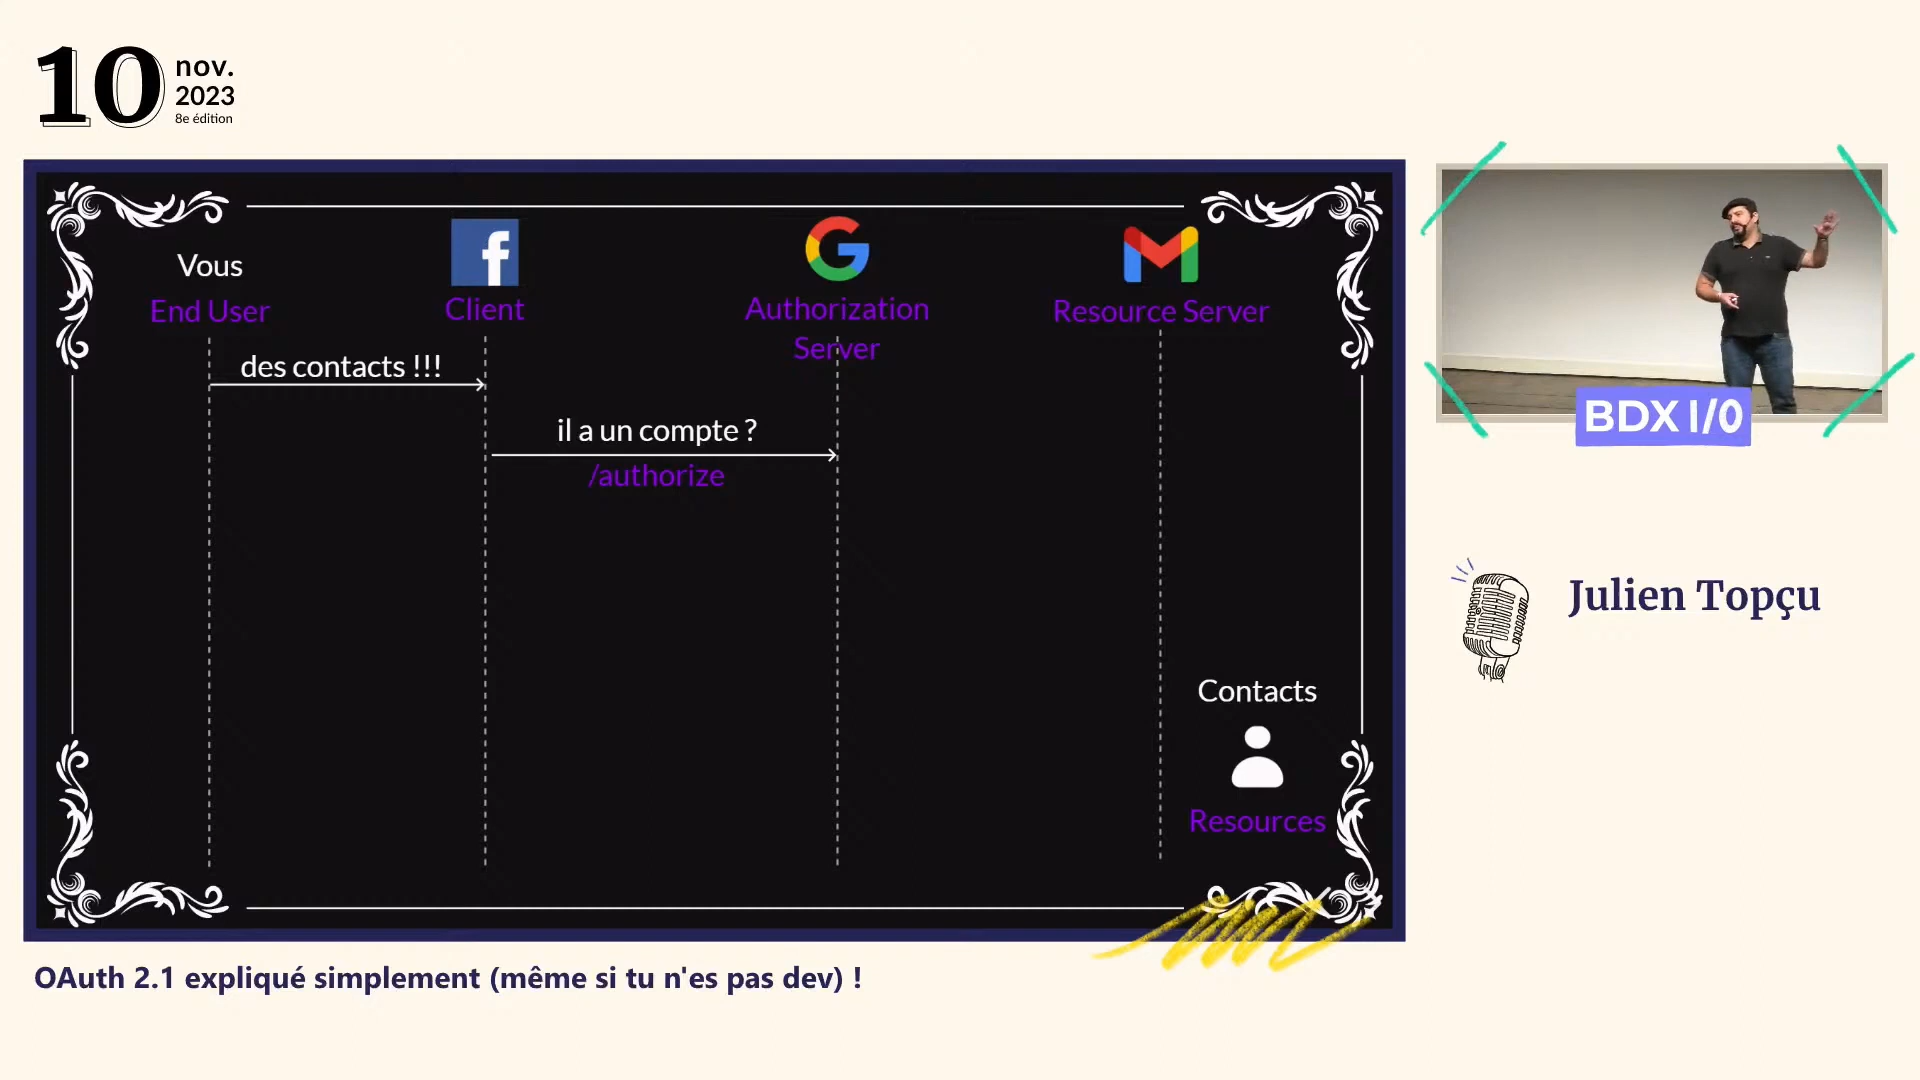 10 nov.
2023
8e édition
Vous
End User
Client
Authorization
Server
Resource Server
des contacts !!!
il a un compte ?
/authorize
Contacts
Resources
BDX I/O
Julien Topçu
OAuth 2.1 expliqué simplement (même si tu n'es pas dev) !